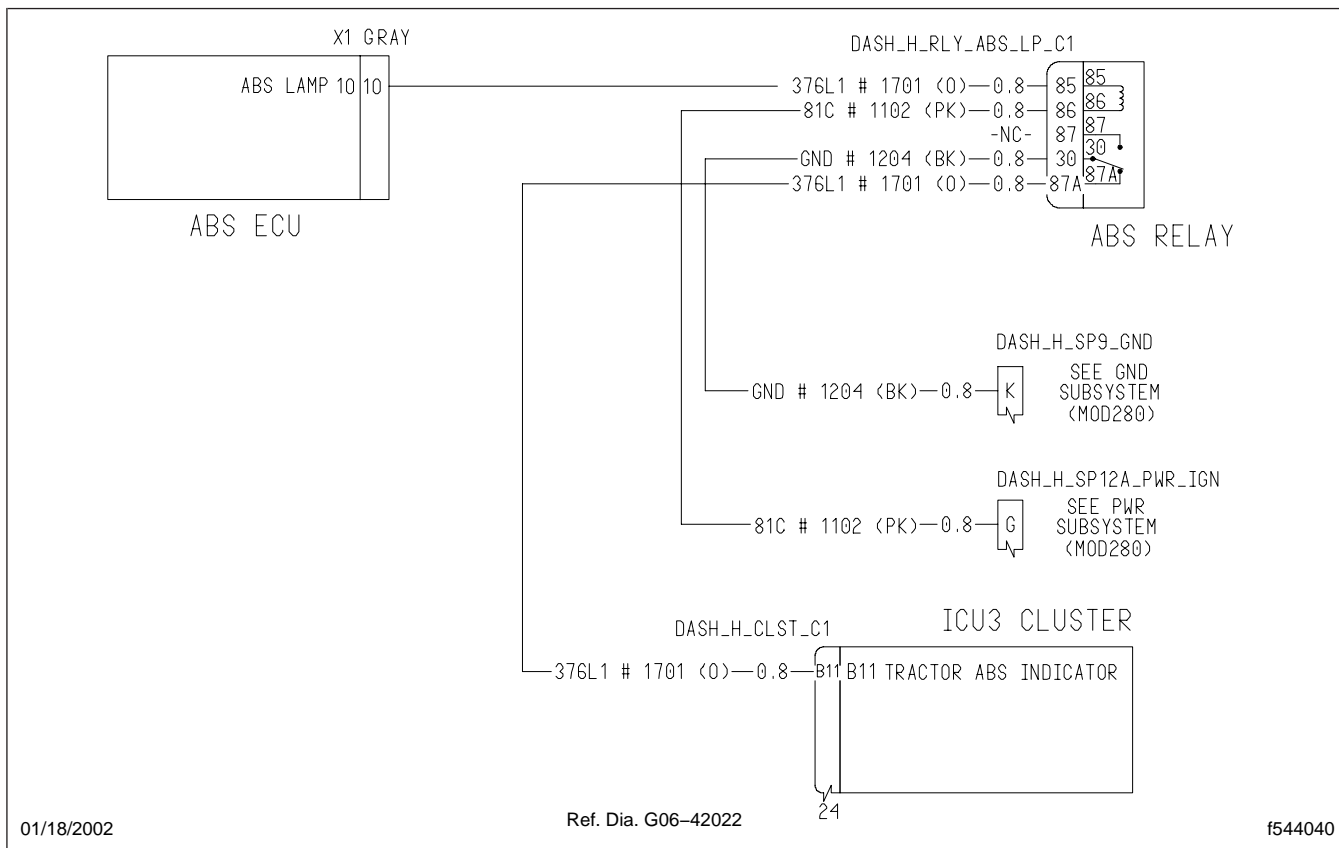 X1 GRAY
ABS LAMP 10 10
ABS ECU
DASH_H_RLY_ABS_LP_C1
376L1 # 1701 (O) 0.8 85 85
81C # 1102 (PK) 0.8 86 86
-NC- 87 87
GND # 1204 (BK) 0.8 30 30
376L1 # 1701 (O) 0.8 87A 87A
ABS RELAY
DASH_H_SP9_GND
GND # 1204 (BK) 0.8 K
SEE GND
SUBSYSTEM
(MOD280)
DASH_H_SP12A_PWR_IGN
81C # 1102 (PK) 0.8 G
SEE PWR
SUBSYSTEM
(MOD280)
ICU3 CLUSTER
DASH_H_CLST_C1
376L1 # 1701 (O) 0.8 B11 B11 TRACTOR ABS INDICATOR
24
01/18/2002
Ref. Dia. G06–42022
f544040